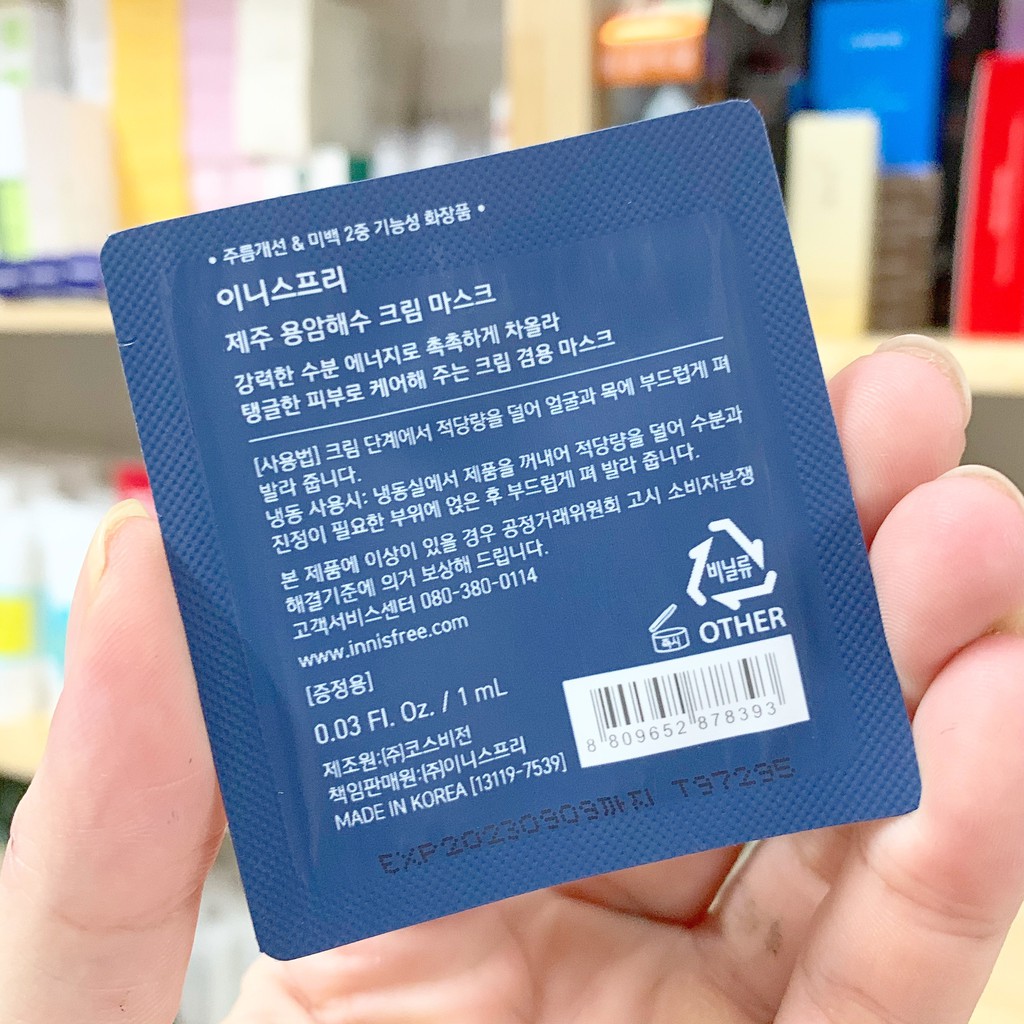 • 주름개선 & 미백 2중 기능성 화장품 •
이니스프리
제주 용암해수 크림 마스크
강력한 수분 에너지로 촉촉하게 차올라
탱글한 피부로 케어해 주는 크림 겸용 마스크
[사용법] 크림 단계에서 적당량을 덜어 얼굴과 목에 부드럽게 펴
발라 줍니다.
냉동 사용시: 냉동실에서 제품을 꺼내어 적당량을 덜어 수분과
진정이 필요한 부위에 얹은 후 부드럽게 펴 발라 줍니다.
본 제품에 이상이 있을 경우 공정거래위원회 고시 소비자분쟁
해결기준에 의거 보상해 드립니다.
고객서비스센터 080-380-0114
www.innisfree.com
비닐류
즉시
OTHER
[증정용]
0.03 Fl. Oz. / 1 mL
제조원:(주)코스비전
책임판매원:(주)이니스프리
MADE IN KOREA [13119-7539]
8 809652 878393
EXP20230909까지 T97295